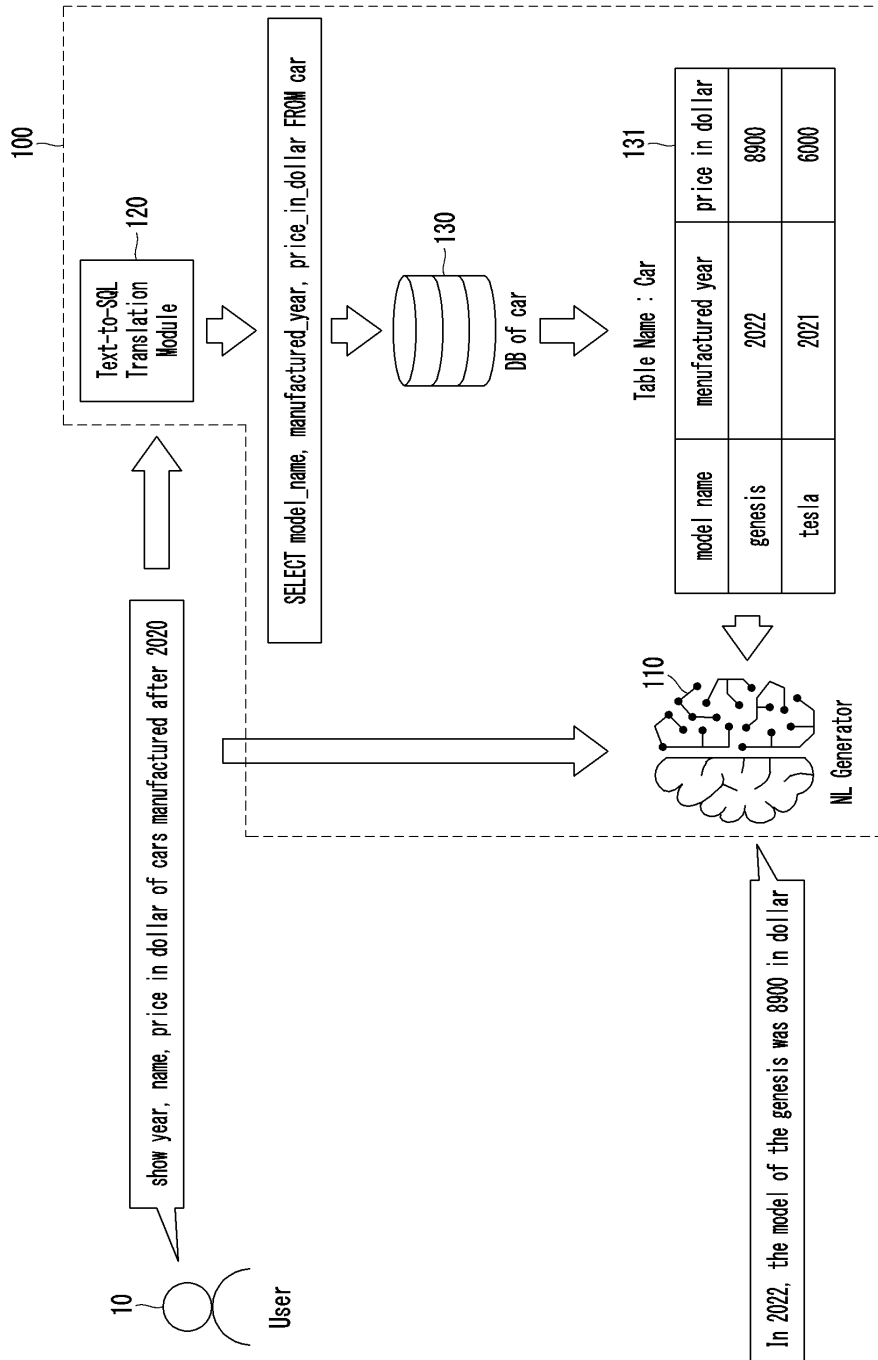 100
10
User
show year, name, price in dollar of cars manufactured after 2020
120
Text-to-SQL
Translation
Module
SELECT model_name, manufactured_year, price_in_dollar FROM car
130
DB of car
Table Name : Car
131
model name menufactured year price in dollar
genesis 2022 8900
tesla 2021 6000
110
NL Generator
In 2022, the model of the genesis was 8900 in dollar